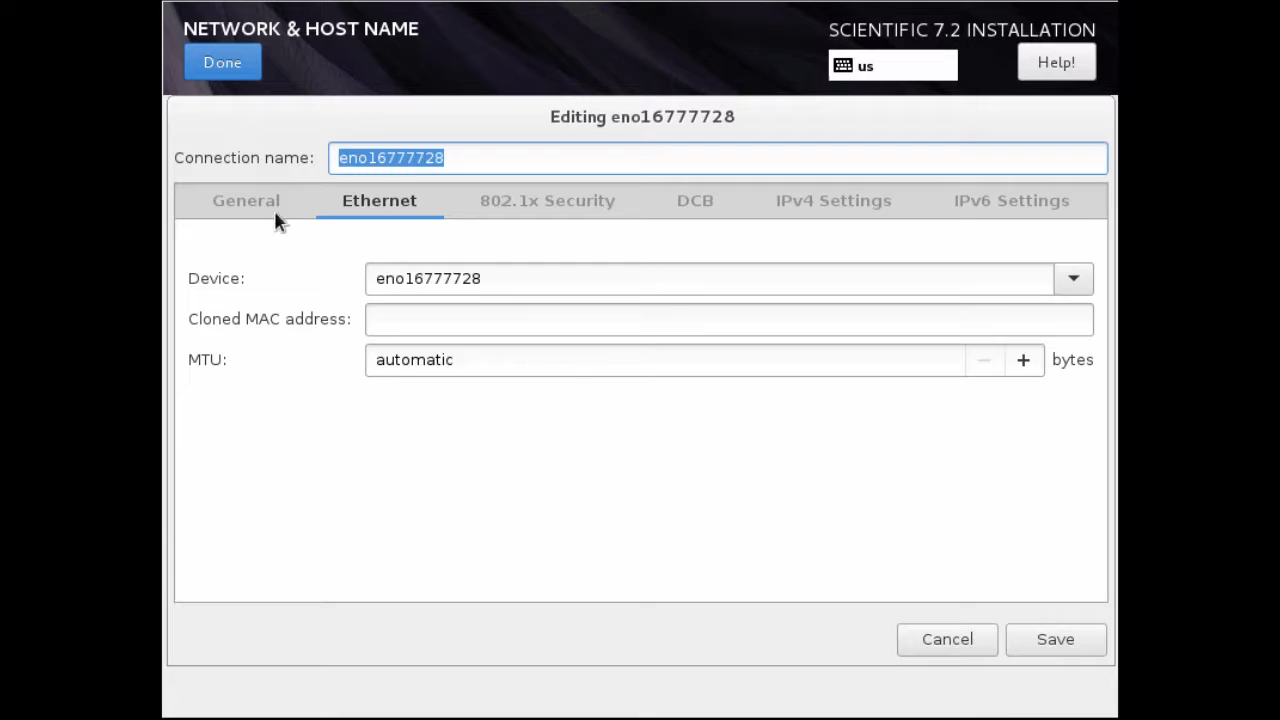 NETWORK & HOST NAME
SCIENTIFIC 7.2 INSTALLATION
Done
us
Help!
Editing eno16777728
Connection name: eno16777728
General Ethernet 802.1x Security DCB IPv4 Settings IPv6 Settings
Device: eno16777728
Cloned MAC address:
MTU: automatic bytes
Cancel Save